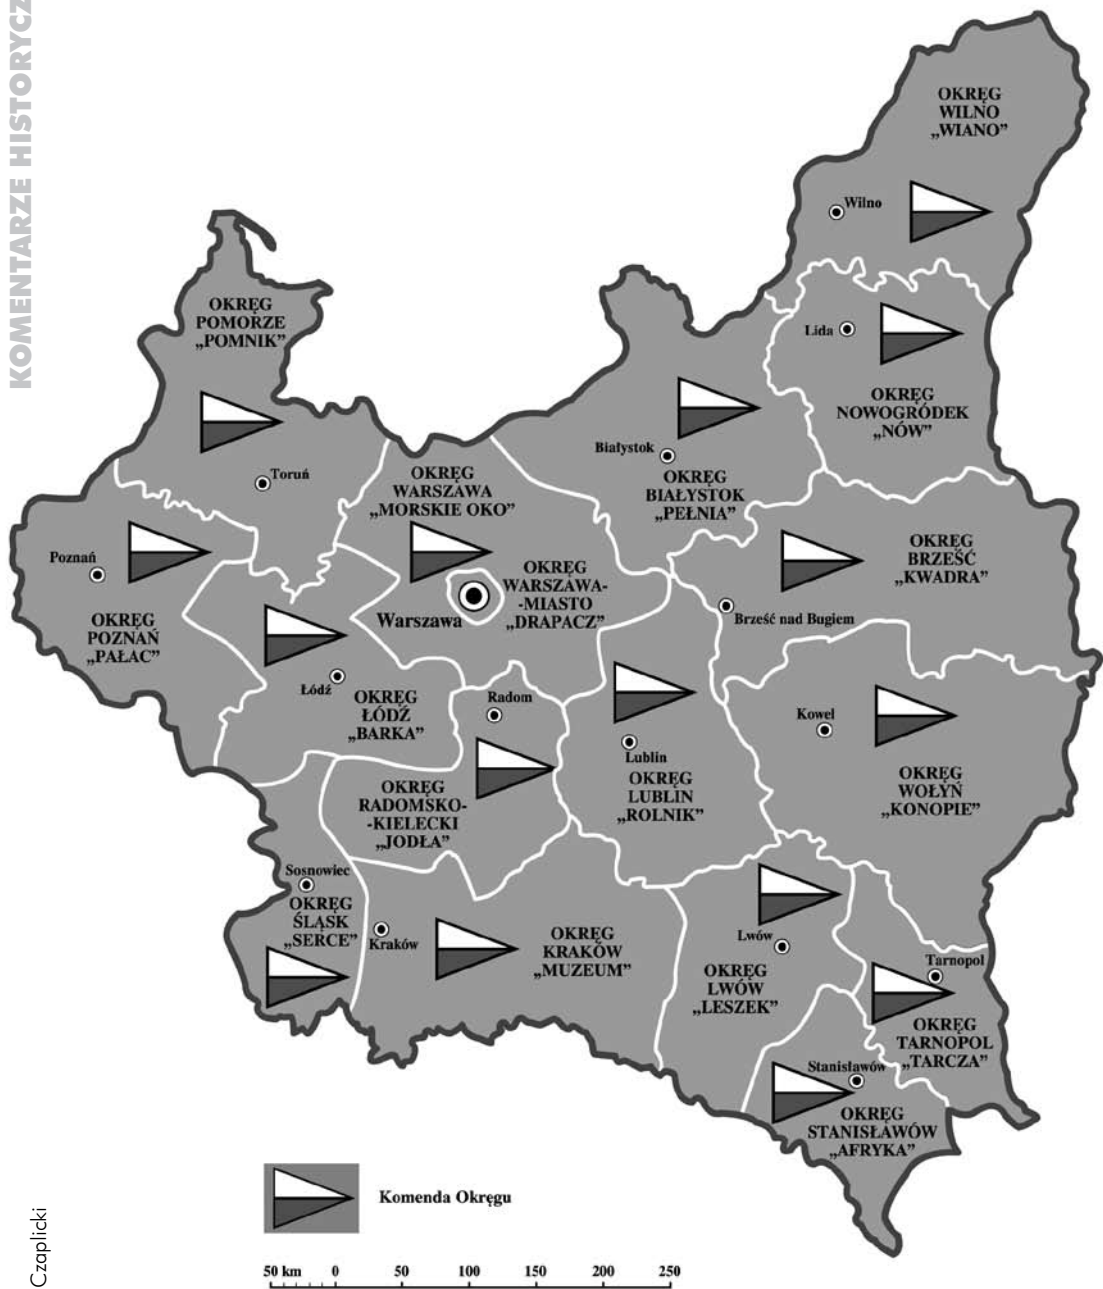 KOMENTARZE HISTORYCZ
OKRĘG
WILNO
„WIANO”
Wilno
OKRĘG
POMORZE
„POMNIK”
Lida
OKRĘG
NOWOGRÓDEK
„NÓW”
Toruń
OKRĘG
WARSZAWA
„MORSKIE OKO”
Białystok
OKRĘG
BIAŁYSTOK
„PEŁNIA”
Poznań
OKRĘG
POZNAŃ
„PAŁAC”
OKRĘG
WARSZAWA-
-MIASTO
„DRAPACZ”
Warszawa
OKRĘG
BRZEŚĆ
„KWADRA”
Brześć nad Bugiem
Łódź
OKRĘG
ŁÓDŹ
„BARKA”
Radom
Lublin
OKRĘG
LUBLIN
„ROLNIK”
Kowel
OKRĘG
WOŁYŃ
„KONOPIE”
OKRĘG
RADOMSKO-
-KIELECKI
„JODŁA”
Sosnowiec
OKRĘG
ŚLĄSK
„SERCE”
Kraków
OKRĘG
KRAKÓW
„MUZEUM”
Lwów
OKRĘG
LWÓW
„LESZEK”
Tarnopol
OKRĘG
TARNOPOL
„TARCZA”
Stanisławów
OKRĘG
STANISŁAWÓW
„AFRYKA”
Komenda Okręgu
50 km 0 50 100 150 200 250
Czaplicki